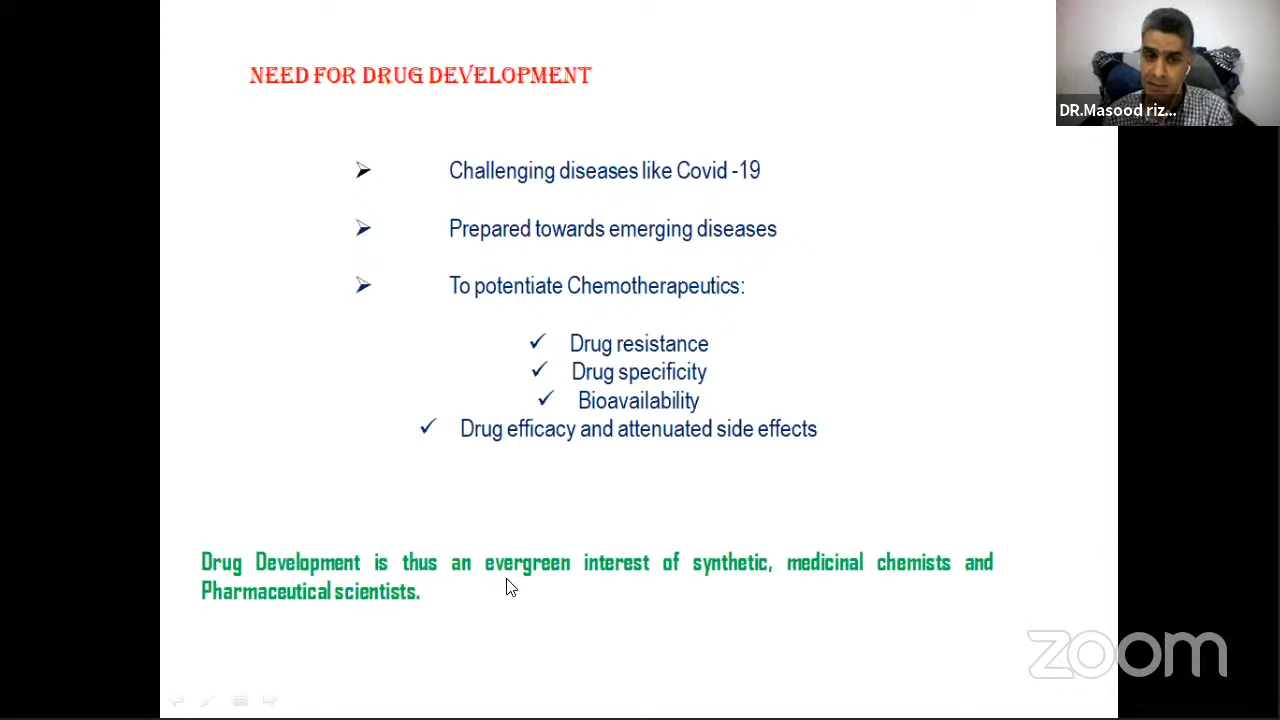 NEED FOR DRUG DEVELOPMENT
DR.Masood riz...
Challenging diseases like Covid -19
Prepared towards emerging diseases
To potentiate Chemotherapeutics:
Drug resistance
Drug specificity
Bioavailability
Drug efficacy and attenuated side effects
Drug Development is thus an evergreen interest of synthetic, medicinal chemists and
Pharmaceutical scientists.
zoom